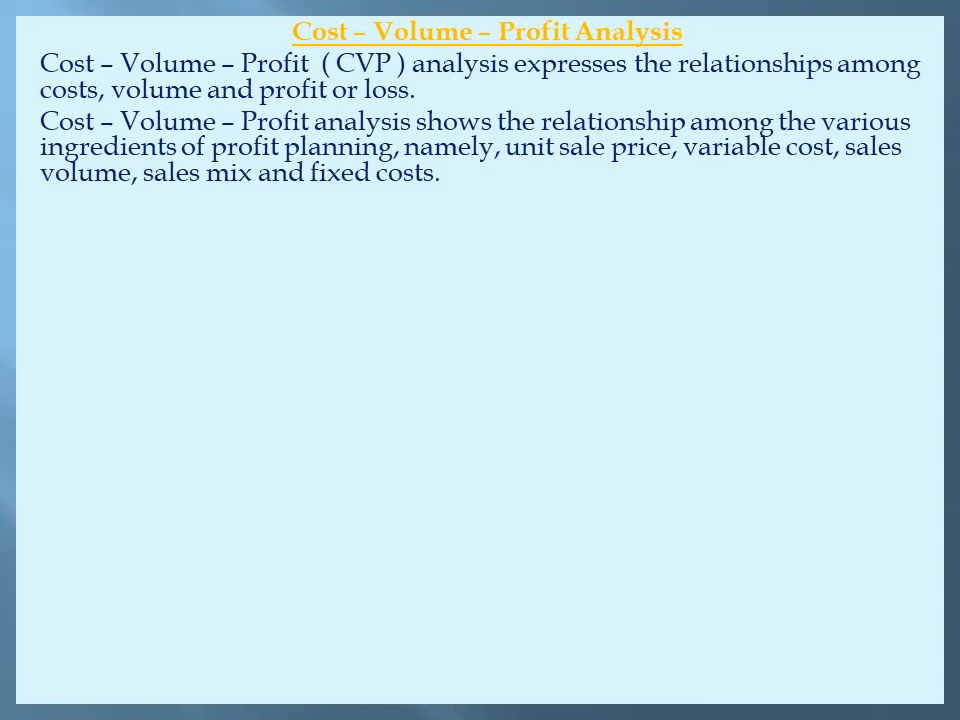 Cost – Volume – Profit Analysis
Cost – Volume – Profit  ( CVP ) analysis expresses the relationships among
costs, volume and profit or loss.
Cost – Volume – Profit analysis shows the relationship among the various
ingredients of profit planning, namely, unit sale price, variable cost, sales
volume, sales mix and fixed costs.